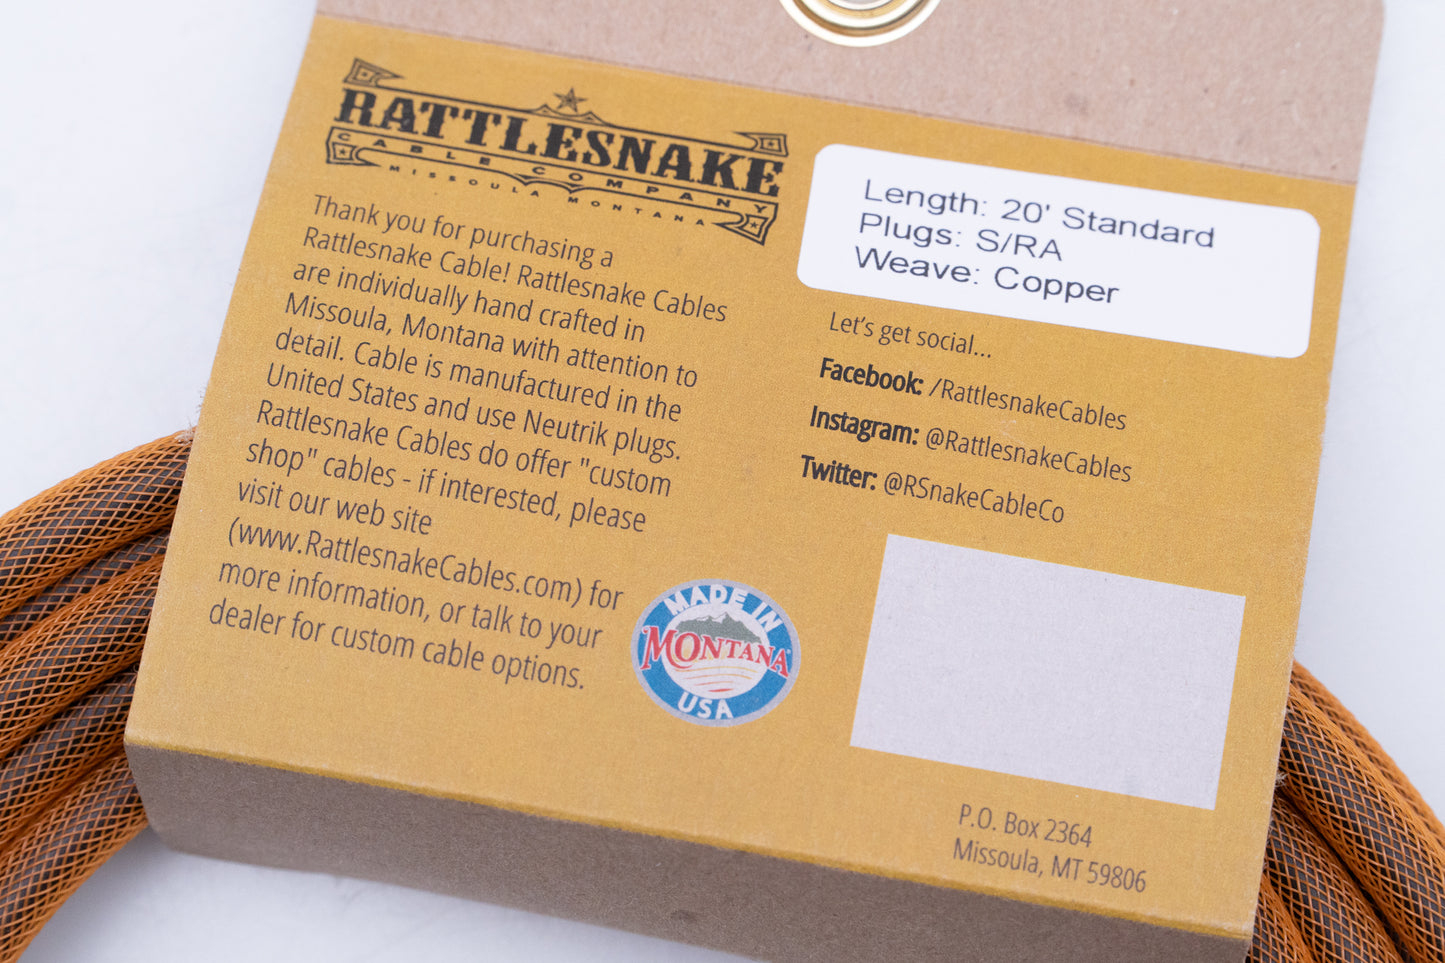 RATTLESNAKE
CABLE COMPANY
MISSOULA MONTANA
Thank you for purchasing a
Rattlesnake Cable! Rattlesnake Cables
are individually hand crafted in
Missoula, Montana with attention to
detail. Cable is manufactured in the
United States and use Neutrik plugs.
Rattlesnake Cables do offer "custom
shop" cables - if interested, please
visit our web site
(www.RattlesnakeCables.com) for
more information, or talk to your
dealer for custom cable options.
MADE IN
MONTANA
USA
Length: 20' Standard
Plugs: S/RA
Weave: Copper
Let's get social...
Facebook: /RattlesnakeCables
Instagram: @RattlesnakeCables
Twitter: @RSnakeCableCo
P.O. Box 2364
Missoula, MT 59806